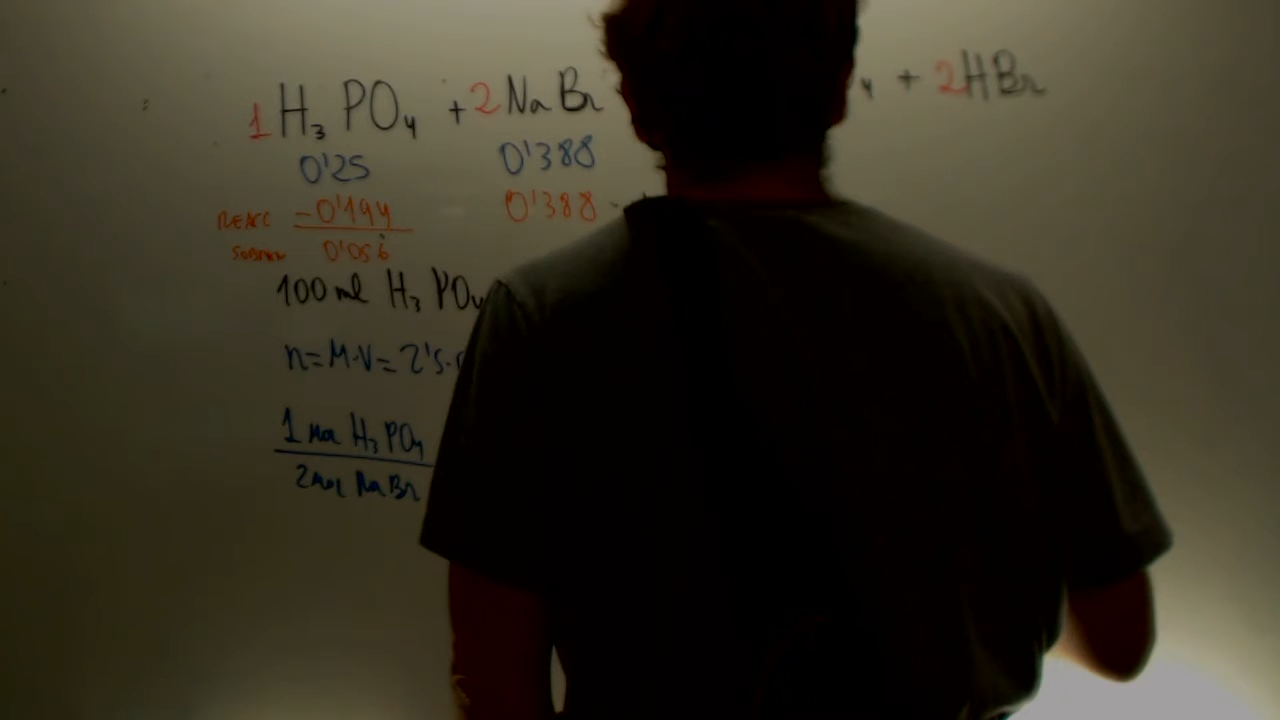 1 H₃PO₄ + 2 NaBr ₄ + 2HBr
0'25 0'388
REACC -0'194 0'388
0'056
100 ml H₃PO₄
n=M·V= 2'5·
1 mol H₃PO₄
2 mol NaBr